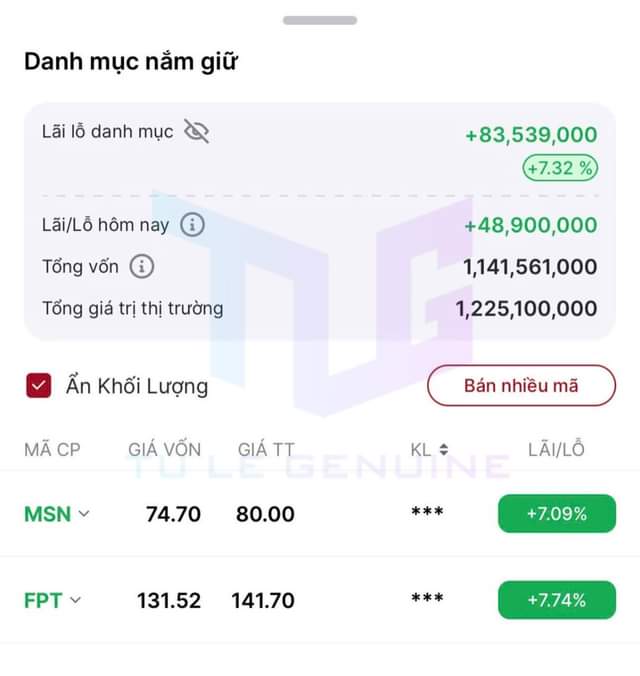 Danh mục nắm giữ
Lãi lỗ danh mục +83,539,000
+7.32 %
Lãi/Lỗ hôm nay +48,900,000
Tổng vốn 1,141,561,000
Tổng giá trị thị trường 1,225,100,000
Ẩn Khối Lượng Bán nhiều mã
MÃ CP GIÁ VỐN GIÁ TT KL LÃI/LỖ
TU LE GENUINE
MSN 74.70 80.00 *** +7.09%
FPT 131.52 141.70 *** +7.74%